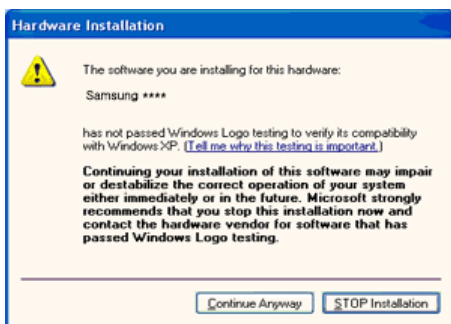 Hardware Installation
The software you are installing for this hardware:
Samsung ****
has not passed Windows Logo testing to verify its compatibility
with Windows XP. (Tell me why this testing is important.)
Continuing your installation of this software may impair
or destabilize the correct operation of your system
either immediately or in the future. Microsoft strongly
recommends that you stop this installation now and
contact the hardware vendor for software that has
passed Windows Logo testing.
Continue Anyway STOP Installation